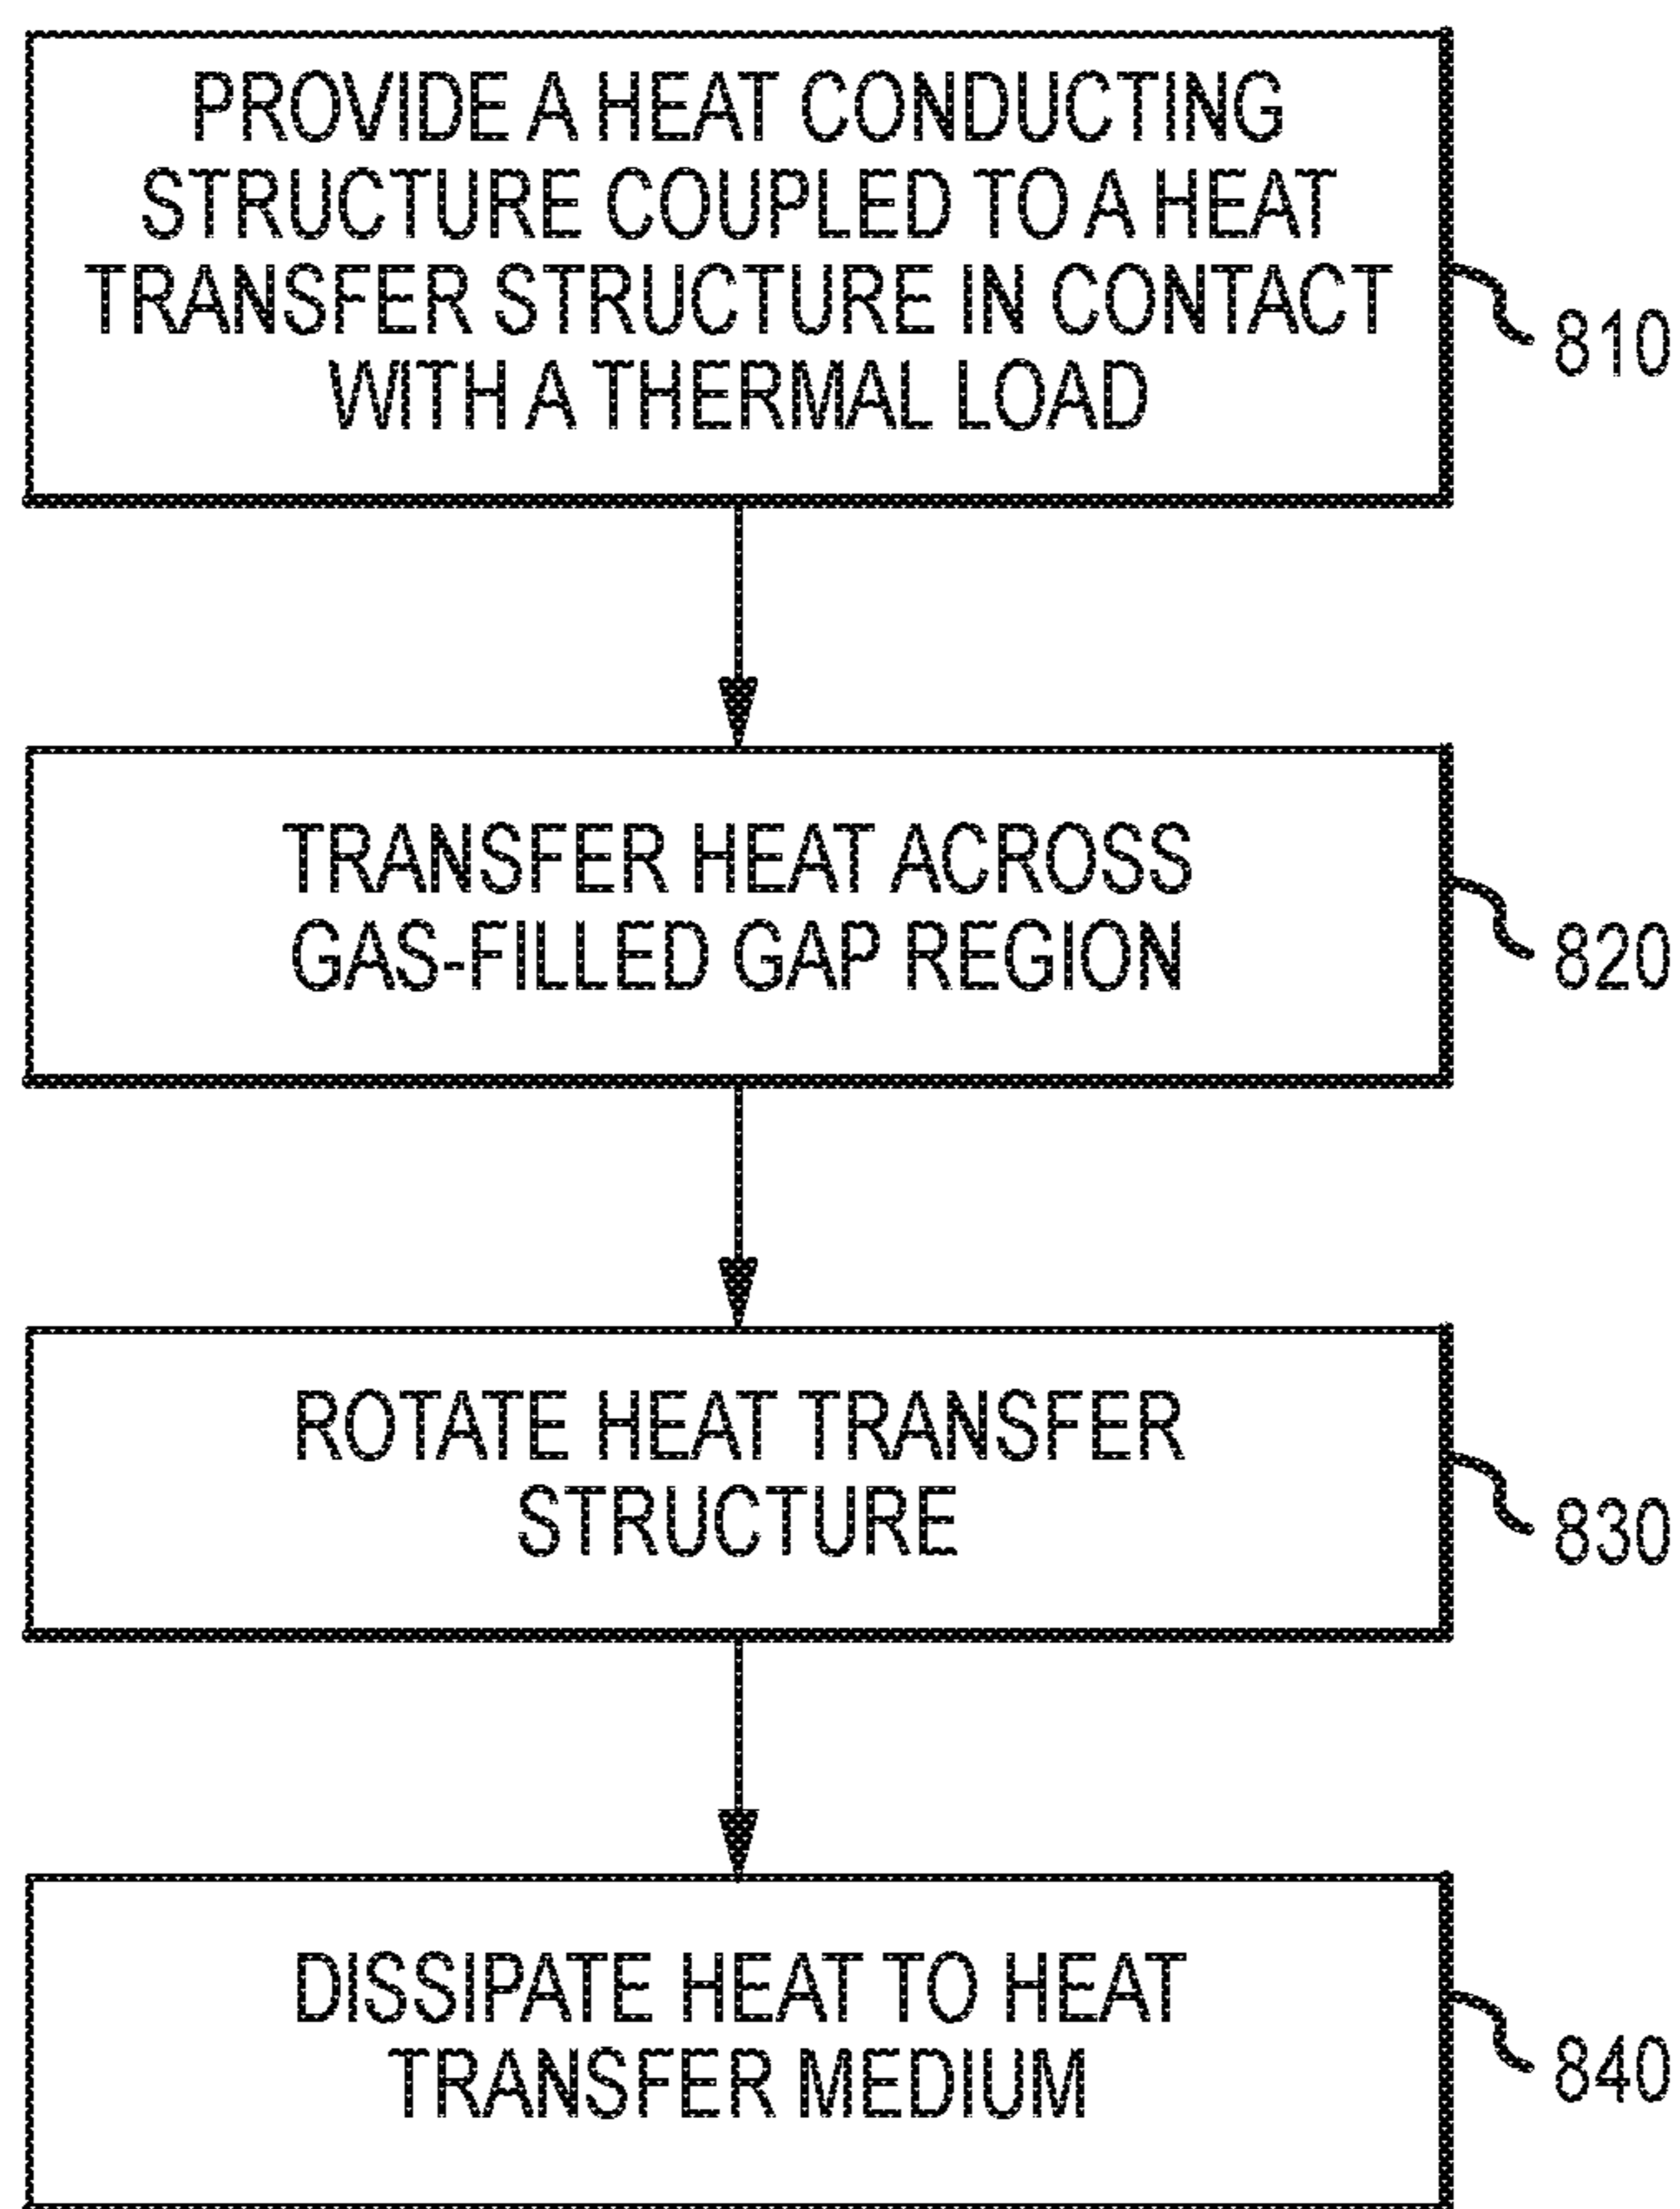 PROVIDE A HEAT CONDUCTING
STRUCTURE COUPLED TO A HEAT
TRANSFER STRUCTURE IN CONTACT
WITH A THERMAL LOAD
810
TRANSFER HEAT ACROSS
GAS-FILLED GAP REGION
820
ROTATE HEAT TRANSFER
STRUCTURE
830
DISSIPATE HEAT TO HEAT
TRANSFER MEDIUM
840